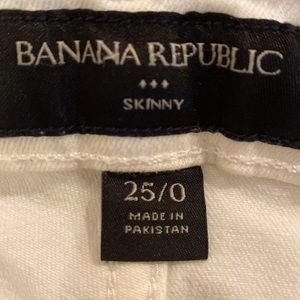 BANANA REPUBLIC
SKINNY
25/0
MADE IN
PAKISTAN